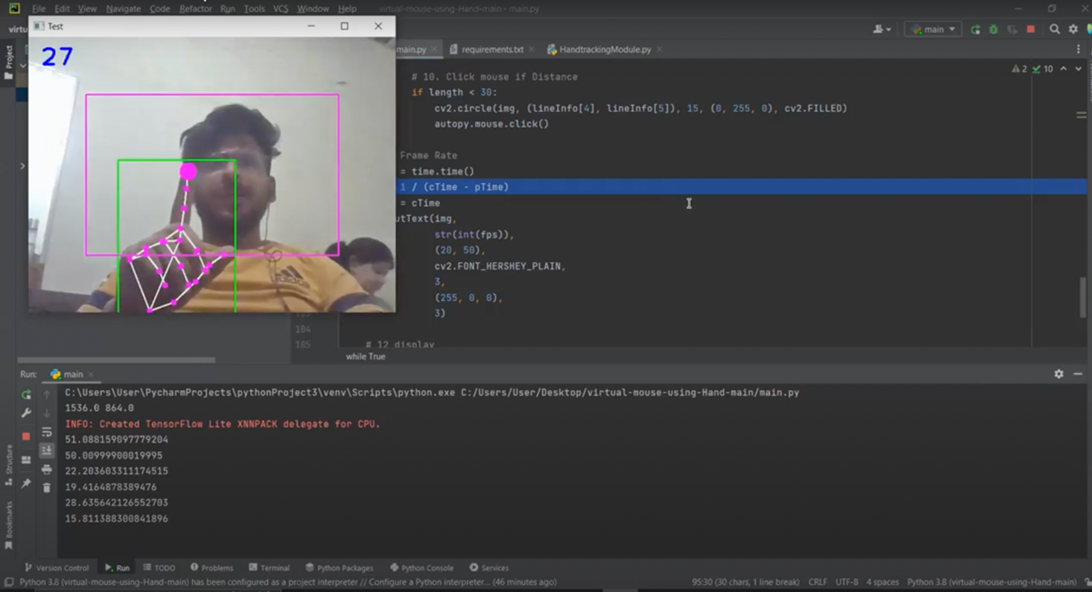 File Edit View Navigate Code Refactor Run Tools VCS Window Help virtual-mouse-using-Hand-main - main.py
Test
27
main.py requirements.txt HandtrackingModule.py
main
Project
2 10
# 10. Click mouse if Distance
if length < 30:
cv2.circle(img, (lineInfo[4], lineInfo[5]), 15, (0, 255, 0), cv2.FILLED)
autopy.mouse.click()
Frame Rate
= time.time()
1 / (cTime - pTime)
= cTime
utText(img,
str(int(fps)),
(20, 50),
cv2.FONT_HERSHEY_PLAIN,
3,
(255, 0, 0),
3)
104
105 # 12 display
while True
Run: main
C:\Users\User\PycharmProjects\pythonProject3\venv\Scripts\python.exe C:/Users/User/Desktop/virtual-mouse-using-Hand-main/main.py
1536.0 864.0
INFO: Created TensorFlow Lite XNNPACK delegate for CPU.
51.088159097779204
50.00999900019995
22.203603311174515
19.4164878389476
28.635642126552703
15.811388300841896
Structure
Bookmarks
Version Control Run TODO Problems Terminal Python Packages Python Console Services
Python 3.8 (virtual-mouse-using-Hand-main) has been configured as a project interpreter // Configure a Python interpreter... (46 minutes ago) 95:30 (30 chars, 1 line break) CRLF UTF-8 4 spaces Python 3.8 (virtual-mouse-using-Hand-main)